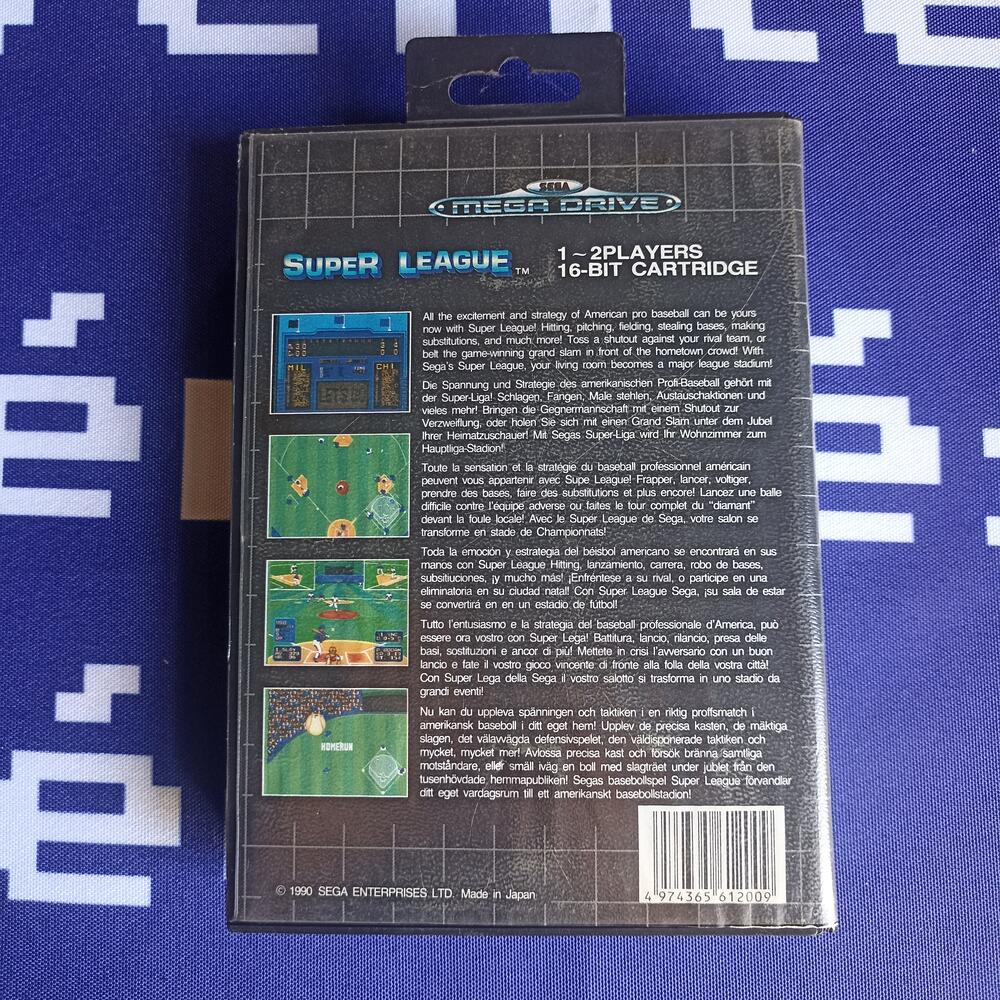 SEGA
MEGA DRIVE
SUPER LEAGUE TM
1~2PLAYERS
16-BIT CARTRIDGE
All the excitement and strategy of American pro baseball can be yours
now with Super League! Hitting, pitching, fielding, stealing bases, making
substitutions, and much more! Toss a shutout against your rival team, or
belt the game-winning grand slam in front of the hometown crowd! With
Sega's Super League, your living room becomes a major league stadium!
Die Spannung und Strategie des amerikanischen Profi-Baseball gehört mit
der Super-Liga! Schlagen, Fangen, Male stehlen, Austauschaktionen und
vieles mehr! Bringen die Gegnermannschaft mit einem Shutout zur
Verzweiflung, oder holen Sie sich mit einen Grand Slam unter dem Jubel
Ihrer Heimatzuschauer! Mit Segas Super-Liga wird Ihr Wohnzimmer zum
Hauptliga-Stadion!
Toute la sensation et la stratégie du baseball professionnel américain
peuvent vous appartenir avec Supe League! Frapper, lancer, voltiger,
prendre des bases, faire des substitutions et plus encore! Lancez une balle
difficile contre l'équipe adverse ou faites le tour complet du "diamant"
devant la foule locale! Avec le Super League de Sega, votre salon se
transforme en stade de Championnats!
Toda la emoción y estrategia del béisbol americano se encontrará en sus
manos con Super League Hitting, lanzamiento, carrera, robo de bases,
subsitiuciones, ¡y mucho más! ¡Enfréntese a su rival, o participe en una
eliminatoria en su ciudad natal! Con Super League Sega, ¡su sala de estar
se convertirá en en un estadio de futbol!
Tutto l'entusiasmo e la strategia del baseball professionale d'America, può
essere ora vostro con Super Lega! Battitura, lancio, rilancio, presa delle
basi, sostituzioni e ancor di più! Mettete in crisi l'avversario con un buon
lancio e fate il vostro gioco vincente di fronte alla folla della vostra città!
Con Super Lega della Sega il vostro salotto si trasforma in uno stadio da
grandi eventi!
Nu kan du uppleva spänningen och taktiken i en riktig proffsmatch i
amerikansk baseboll i ditt eget hem! Upplev de precisa kasten, de mäktiga
slagen, det välavvägda defensivspelet, den väldisponerade taktiken och
mycket, mycket mer! Avlossa precisa kast och försök bränna samtliga
motståndare, eller smäll iväg en boll med slagträet under jublet från den
tusenhövdade hemmapubliken! Segas basebollspel Super League förvandlar
ditt eget vardagsrum till ett amerikanskt basebollstadion!
MIL CHI
HOMERUN
4 974365 612009
© 1990 SEGA ENTERPRISES LTD. Made in Japan